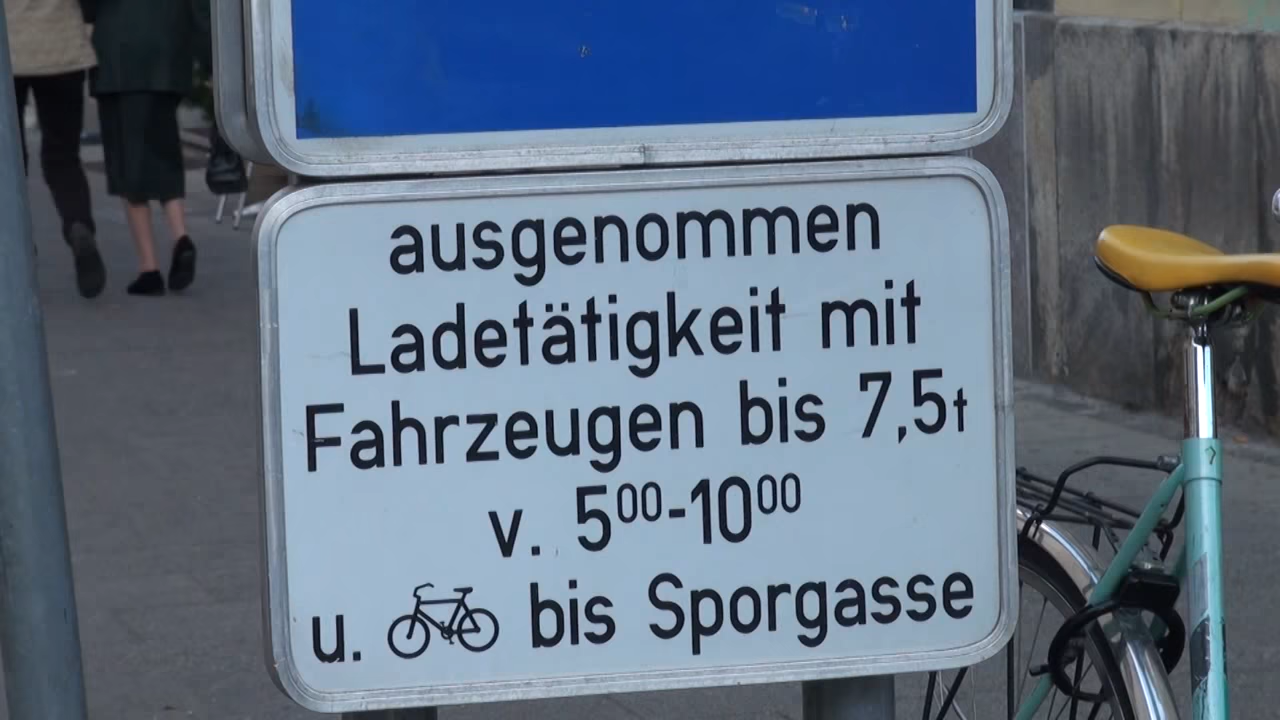 ausgenommen
Ladetätigkeit mit
Fahrzeugen bis 7,5t
v. 5⁰⁰-10⁰⁰
u. bis Sporgasse